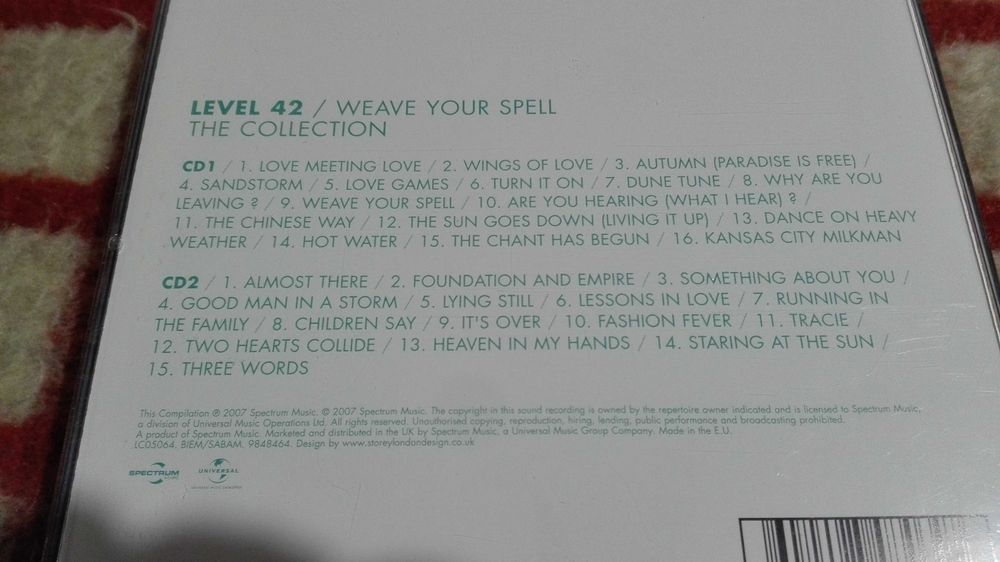 LEVEL 42 / WEAVE YOUR SPELL
THE COLLECTION
CD1 / 1. LOVE MEETING LOVE / 2. WINGS OF LOVE / 3. AUTUMN (PARADISE IS FREE) /
4. SANDSTORM / 5. LOVE GAMES / 6. TURN IT ON / 7. DUNE TUNE / 8. WHY ARE YOU
LEAVING ? / 9. WEAVE YOUR SPELL / 10. ARE YOU HEARING (WHAT I HEAR) ? /
11. THE CHINESE WAY / 12. THE SUN GOES DOWN (LIVING IT UP) / 13. DANCE ON HEAVY
WEATHER / 14. HOT WATER / 15. THE CHANT HAS BEGUN / 16. KANSAS CITY MILKMAN
CD2 / 1. ALMOST THERE / 2. FOUNDATION AND EMPIRE / 3. SOMETHING ABOUT YOU /
4. GOOD MAN IN A STORM / 5. LYING STILL / 6. LESSONS IN LOVE / 7. RUNNING IN
THE FAMILY / 8. CHILDREN SAY / 9. IT'S OVER / 10. FASHION FEVER / 11. TRACIE /
12. TWO HEARTS COLLIDE / 13. HEAVEN IN MY HANDS / 14. STARING AT THE SUN /
15. THREE WORDS
This Compilation ℗ 2007 Spectrum Music. © 2007 Spectrum Music. The copyright in this sound recording is owned by the repertoire owner indicated and is licensed to Spectrum Music,
a division of Universal Music Operations Ltd. All rights reserved. Unauthorised copying, reproduction, hiring, lending, public performance and broadcasting prohibited.
A product of Spectrum Music. Marketed and distributed in the UK by Spectrum Music, a Universal Music Group Company. Made in the E.U.
LC05064. BIEM/SABAM. 9848464. Design by www.storeylondondesign.co.uk
SPECTRUM
UNIVERSAL